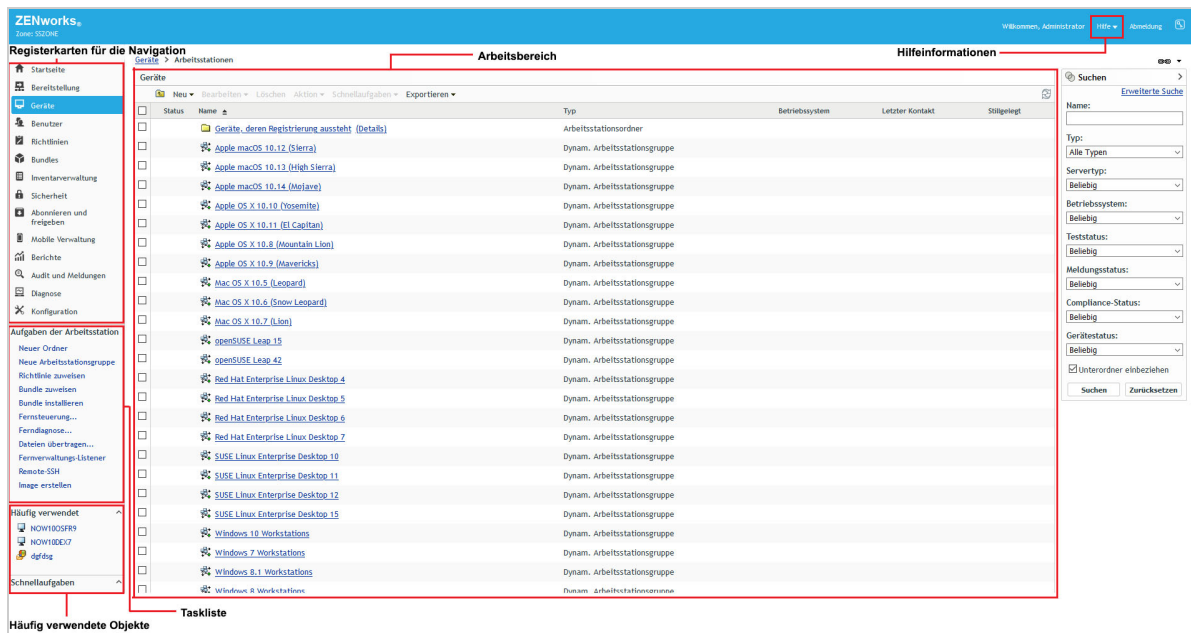 ZENworks®
Zone: SSZONE
Willkommen, Administrator
Hilfe
Abmeldung
Registerkarten für die Navigation
Arbeitsbereich
Hilfeinformationen
Startseite
Bereitstellung
Geräte
Benutzer
Richtlinien
Bundles
Inventarverwaltung
Sicherheit
Abonnieren und
freigeben
Mobile Verwaltung
Berichte
Audit und Meldungen
Diagnose
Konfiguration
Aufgaben der Arbeitsstation
Neuer Ordner
Neue Arbeitsstationsgruppe
Richtlinie zuweisen
Bundle zuweisen
Bundle installieren
Fernsteuerung...
Ferndiagnose...
Dateien übertragen...
Fernverwaltungs-Listener
Remote-SSH
Image erstellen
Häufig verwendet
NOW10OSFR9
NOW10DEX7
dgfdsg
Schnellaufgaben
Häufig verwendete Objekte
Taskliste
Geräte > Arbeitsstationen
Geräte
Neu Bearbeiten Löschen Aktion Schnellaufgaben Exportieren
Status Name Typ Betriebssystem Letzter Kontakt Stillgelegt
Geräte, deren Registrierung aussteht (Details) Arbeitsstationsordner
Apple macOS 10.12 (Sierra) Dynam. Arbeitsstationsgruppe
Apple macOS 10.13 (High Sierra) Dynam. Arbeitsstationsgruppe
Apple macOS 10.14 (Mojave) Dynam. Arbeitsstationsgruppe
Apple OS X 10.10 (Yosemite) Dynam. Arbeitsstationsgruppe
Apple OS X 10.11 (El Capitan) Dynam. Arbeitsstationsgruppe
Apple OS X 10.8 (Mountain Lion) Dynam. Arbeitsstationsgruppe
Apple OS X 10.9 (Mavericks) Dynam. Arbeitsstationsgruppe
Mac OS X 10.5 (Leopard) Dynam. Arbeitsstationsgruppe
Mac OS X 10.6 (Snow Leopard) Dynam. Arbeitsstationsgruppe
Mac OS X 10.7 (Lion) Dynam. Arbeitsstationsgruppe
openSUSE Leap 15 Dynam. Arbeitsstationsgruppe
openSUSE Leap 42 Dynam. Arbeitsstationsgruppe
Red Hat Enterprise Linux Desktop 4 Dynam. Arbeitsstationsgruppe
Red Hat Enterprise Linux Desktop 5 Dynam. Arbeitsstationsgruppe
Red Hat Enterprise Linux Desktop 6 Dynam. Arbeitsstationsgruppe
Red Hat Enterprise Linux Desktop 7 Dynam. Arbeitsstationsgruppe
SUSE Linux Enterprise Desktop 10 Dynam. Arbeitsstationsgruppe
SUSE Linux Enterprise Desktop 11 Dynam. Arbeitsstationsgruppe
SUSE Linux Enterprise Desktop 12 Dynam. Arbeitsstationsgruppe
SUSE Linux Enterprise Desktop 15 Dynam. Arbeitsstationsgruppe
Windows 10 Workstations Dynam. Arbeitsstationsgruppe
Windows 7 Workstations Dynam. Arbeitsstationsgruppe
Windows 8.1 Workstations Dynam. Arbeitsstationsgruppe
Windows 8 Workstations Dynam. Arbeitsstationsgruppe
Suchen
Erweiterte Suche
Name:
Typ:
Alle Typen
Servertyp:
Beliebig
Betriebssystem:
Beliebig
Teststatus:
Beliebig
Meldungsstatus:
Beliebig
Compliance-Status:
Beliebig
Gerätestatus:
Beliebig
Unterordner einbeziehen
Suchen Zurücksetzen